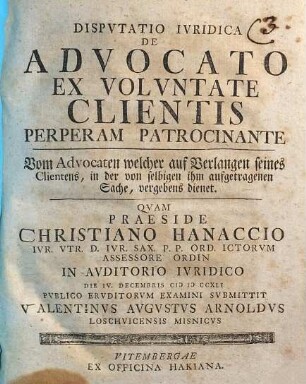 3.
DISPVTATIO IVRIDICA
DE
ADVOCATO
EX VOLVNTATE
CLIENTIS
PERPERAM PATROCINANTE
Vom Advocaten welcher auf Verlangen seines
Clientens, in der von selbigen ihm aufgetragenen
Sache, vergebens dienet.
QVAM
PRAESIDE
CHRISTIANO HANACCIO
IVR. VTR. D. IVR. SAX. P. P. ORD. ICTORVM
ASSESSORE ORDIN
IN AVDITORIO IVRIDICO
DIE IV. DECEMBRIS CIↃ IↃ CCXLI
PVBLICO ERVDITORVM EXAMINI SVBMITTIT
VALENTINVS AVGVSTVS ARNOLDVS
LOSCHVICENSIS MISNICVS
VITEMBERGAE
EX OFFICINA HAKIANA.